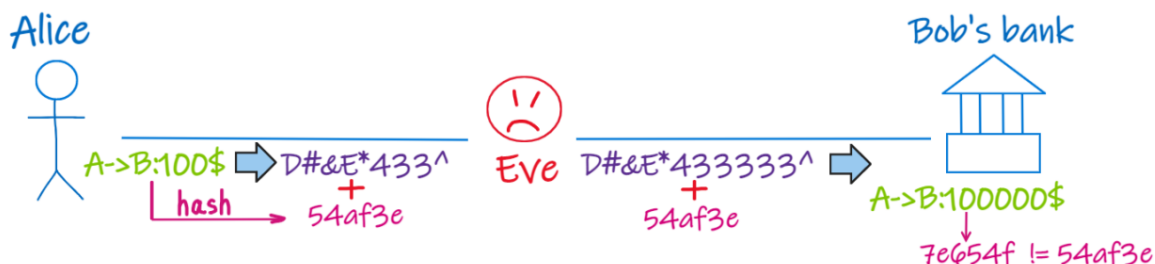 Alice
Bob's bank
A->B:100$
hash
D#&E*433^
+
54af3e
Eve
D#&E*433333^
+
54af3e
A->B:100000$
7e654f != 54af3e